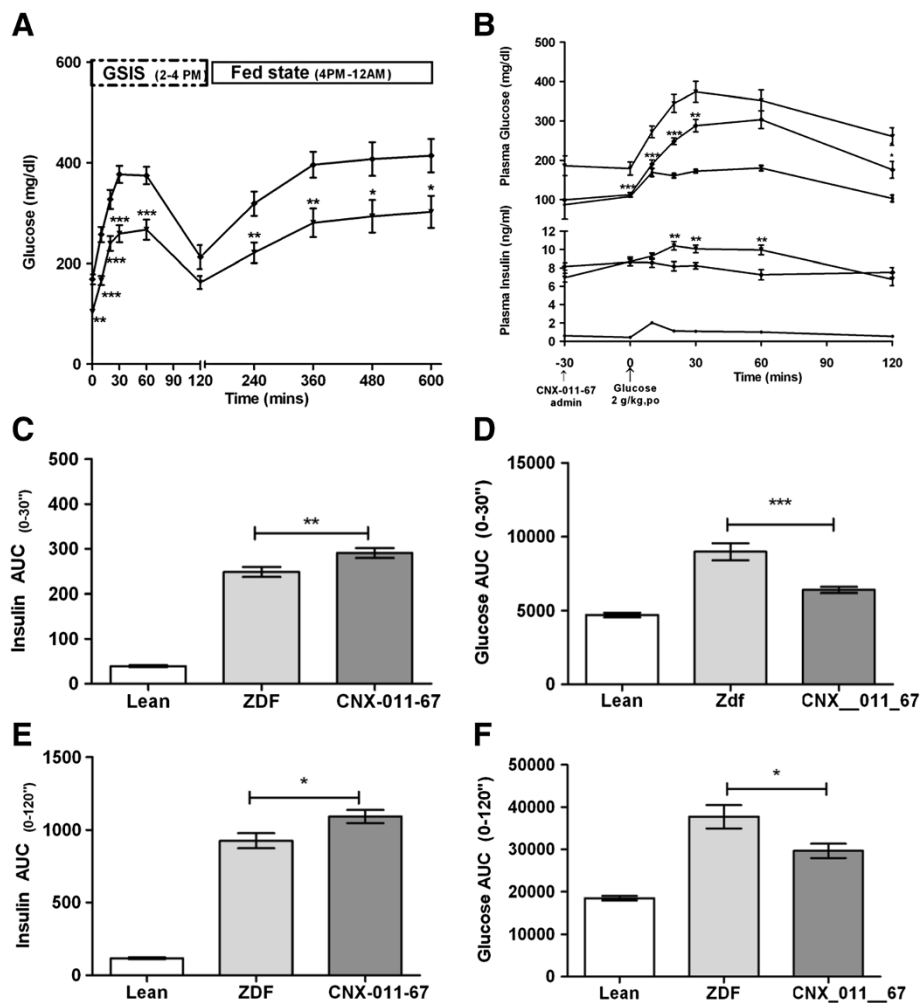 A
600
400
200
0
Glucose (mg/dl)
GSIS (2-4 PM)
Fed state (4PM-12AM)
**
***
***
***
***
**
**
*
*
0 30 60 90 120 240 360 480 600
Time (mins)
B
500
400
300
200
100
Plasma Glucose (mg/dl)
***
***
***
**
*
12
10
8
6
4
2
0
Plasma Insulin (ng/ml)
**
**
**
-30 0 30 60 90 120
Time (mins)
CNX-011-67
admin
Glucose
2 g/kg,po
C
500
400
300
200
100
0
Insulin AUC (0-30")
**
Lean ZDF CNX-011-67
D
15000
10000
5000
0
Glucose AUC (0-30")
***
Lean Zdf CNX__011_67
E
1500
1000
500
0
Insulin AUC (0-120")
*
Lean ZDF CNX-011-67
F
50000
40000
30000
20000
10000
0
Glucose AUC (0-120")
*
Lean ZDF CNX_011__67